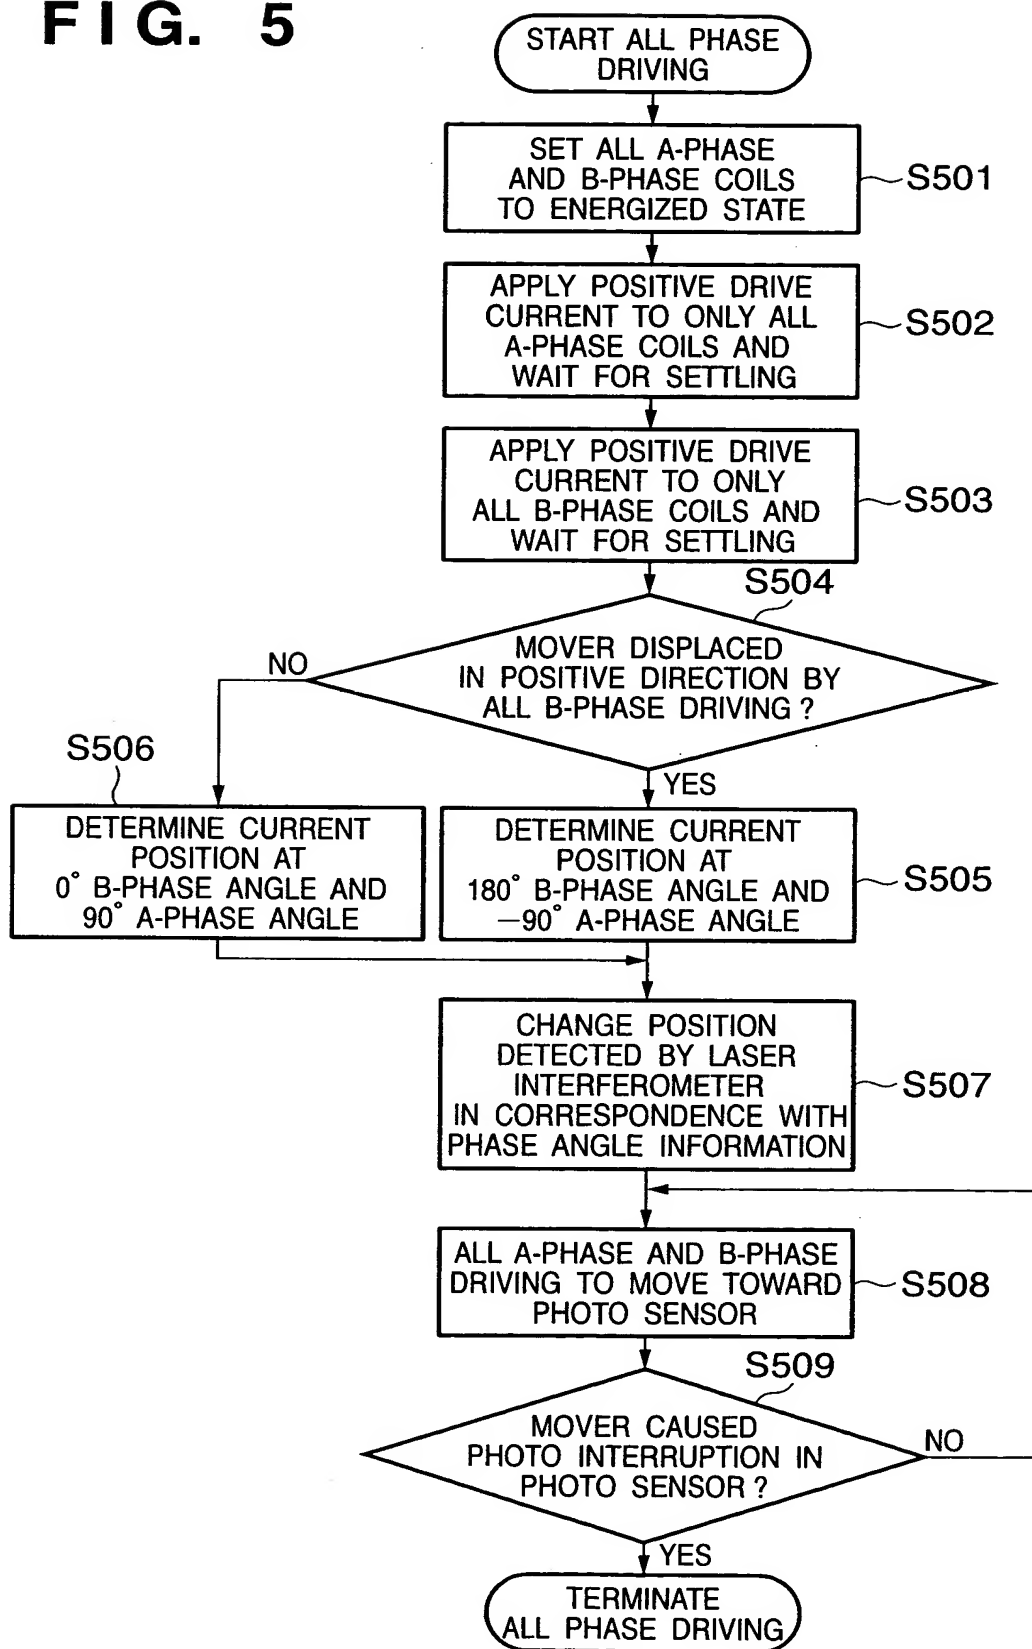 FIG. 5
START ALL PHASE
DRIVING
SET ALL A-PHASE
AND B-PHASE COILS
TO ENERGIZED STATE
S501
APPLY POSITIVE DRIVE
CURRENT TO ONLY ALL
A-PHASE COILS AND
WAIT FOR SETTLING
S502
APPLY POSITIVE DRIVE
CURRENT TO ONLY
ALL B-PHASE COILS AND
WAIT FOR SETTLING
S503
S504
MOVER DISPLACED
IN POSITIVE DIRECTION BY
ALL B-PHASE DRIVING ?
NO
YES
S506
DETERMINE CURRENT
POSITION AT
0° B-PHASE ANGLE AND
90° A-PHASE ANGLE
DETERMINE CURRENT
POSITION AT
180° B-PHASE ANGLE AND
—90° A-PHASE ANGLE
S505
CHANGE POSITION
DETECTED BY LASER
INTERFEROMETER
IN CORRESPONDENCE WITH
PHASE ANGLE INFORMATION
S507
ALL A-PHASE AND B-PHASE
DRIVING TO MOVE TOWARD
PHOTO SENSOR
S508
S509
MOVER CAUSED
PHOTO INTERRUPTION IN
PHOTO SENSOR ?
NO
YES
TERMINATE
ALL PHASE DRIVING